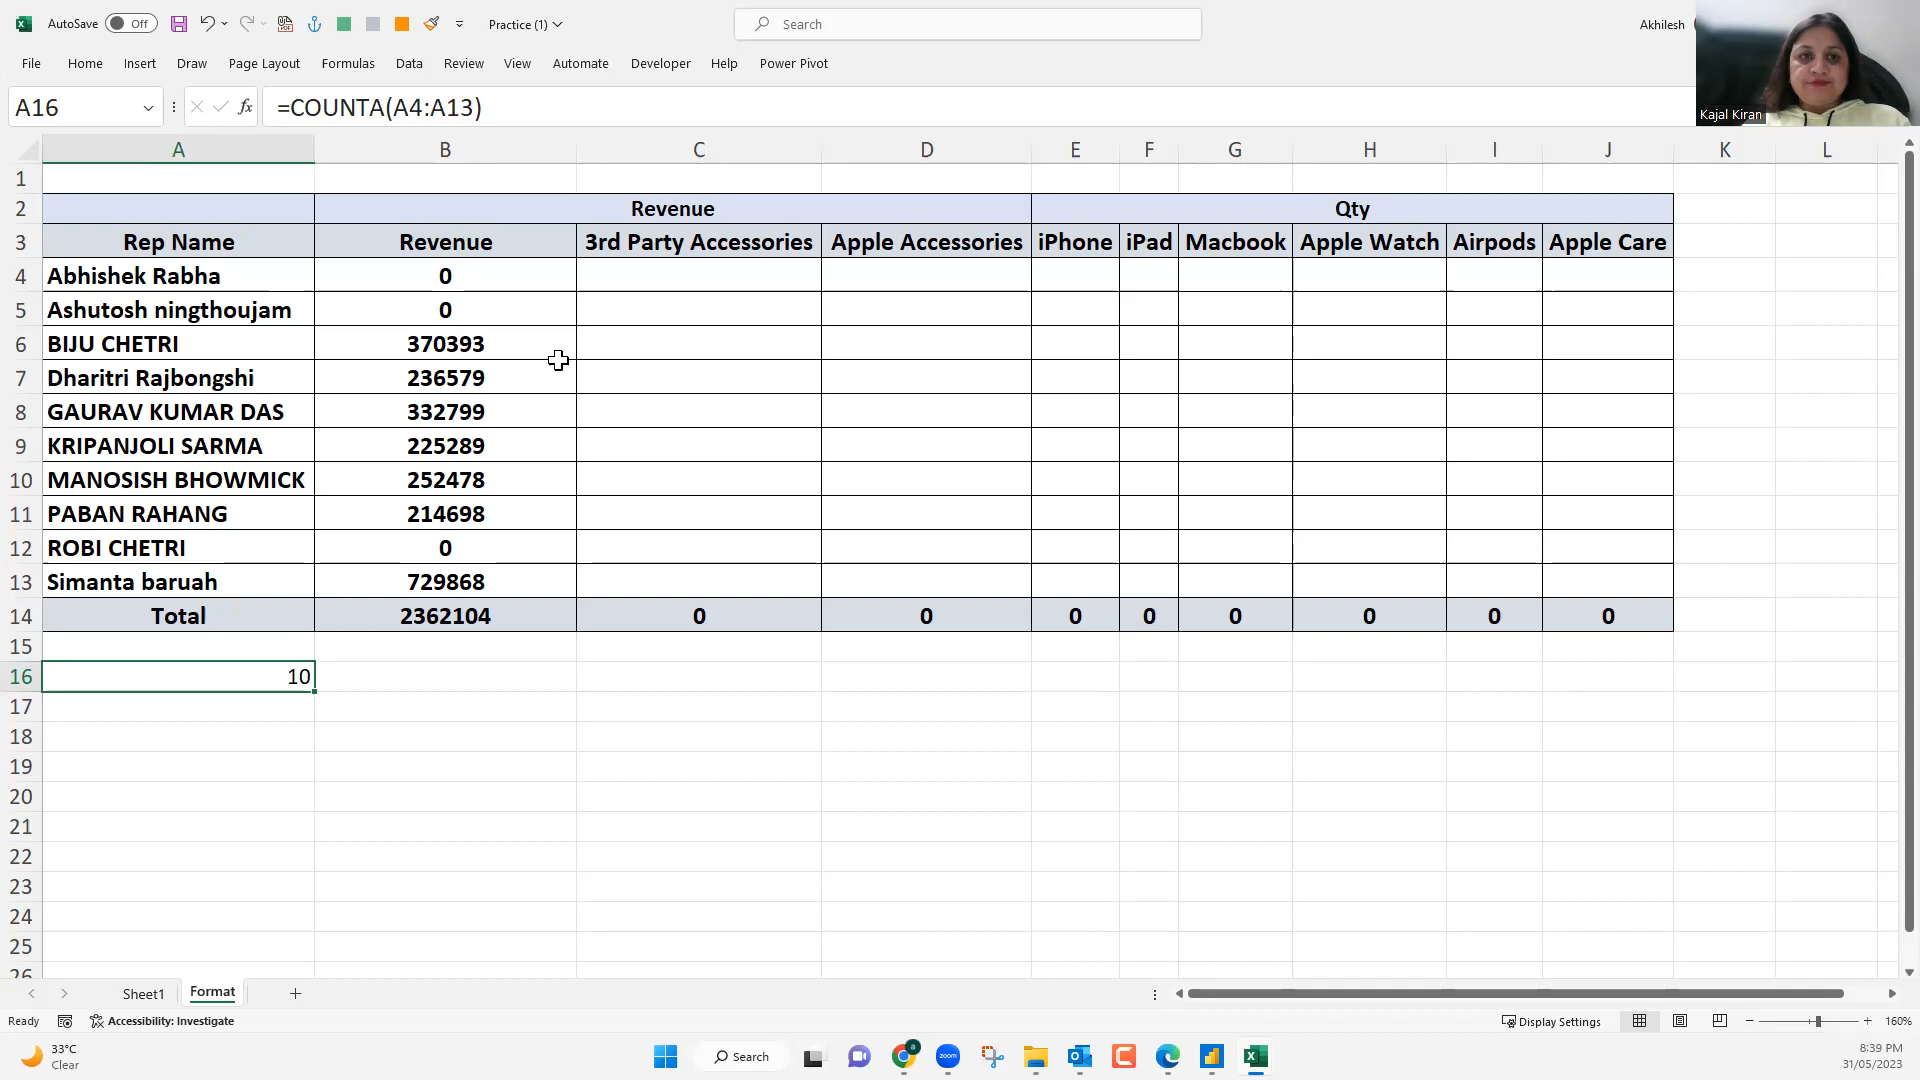 AutoSave Off Practice (1) Search Akhilesh
File Home Insert Draw Page Layout Formulas Data Review View Automate Developer Help Power Pivot
Kajal Kiran
A16 fx =COUNTA(A4:A13)
A B C D E F G H I J K L
1
2 Revenue Qty
3 Rep Name Revenue 3rd Party Accessories Apple Accessories iPhone iPad Macbook Apple Watch Airpods Apple Care
4 Abhishek Rabha 0
5 Ashutosh ningthoujam 0
6 BIJU CHETRI 370393
7 Dharitri Rajbongshi 236579
8 GAURAV KUMAR DAS 332799
9 KRIPANJOLI SARMA 225289
10 MANOSISH BHOWMICK 252478
11 PABAN RAHANG 214698
12 ROBI CHETRI 0
13 Simanta baruah 729868
14 Total 2362104 0 0 0 0 0 0 0 0
15
16 10
17
18
19
20
21
22
23
24
25
26
Sheet1 Format
Ready Accessibility: Investigate Display Settings 160%
33°C
Clear
Search
zoom
8:39 PM
31/05/2023